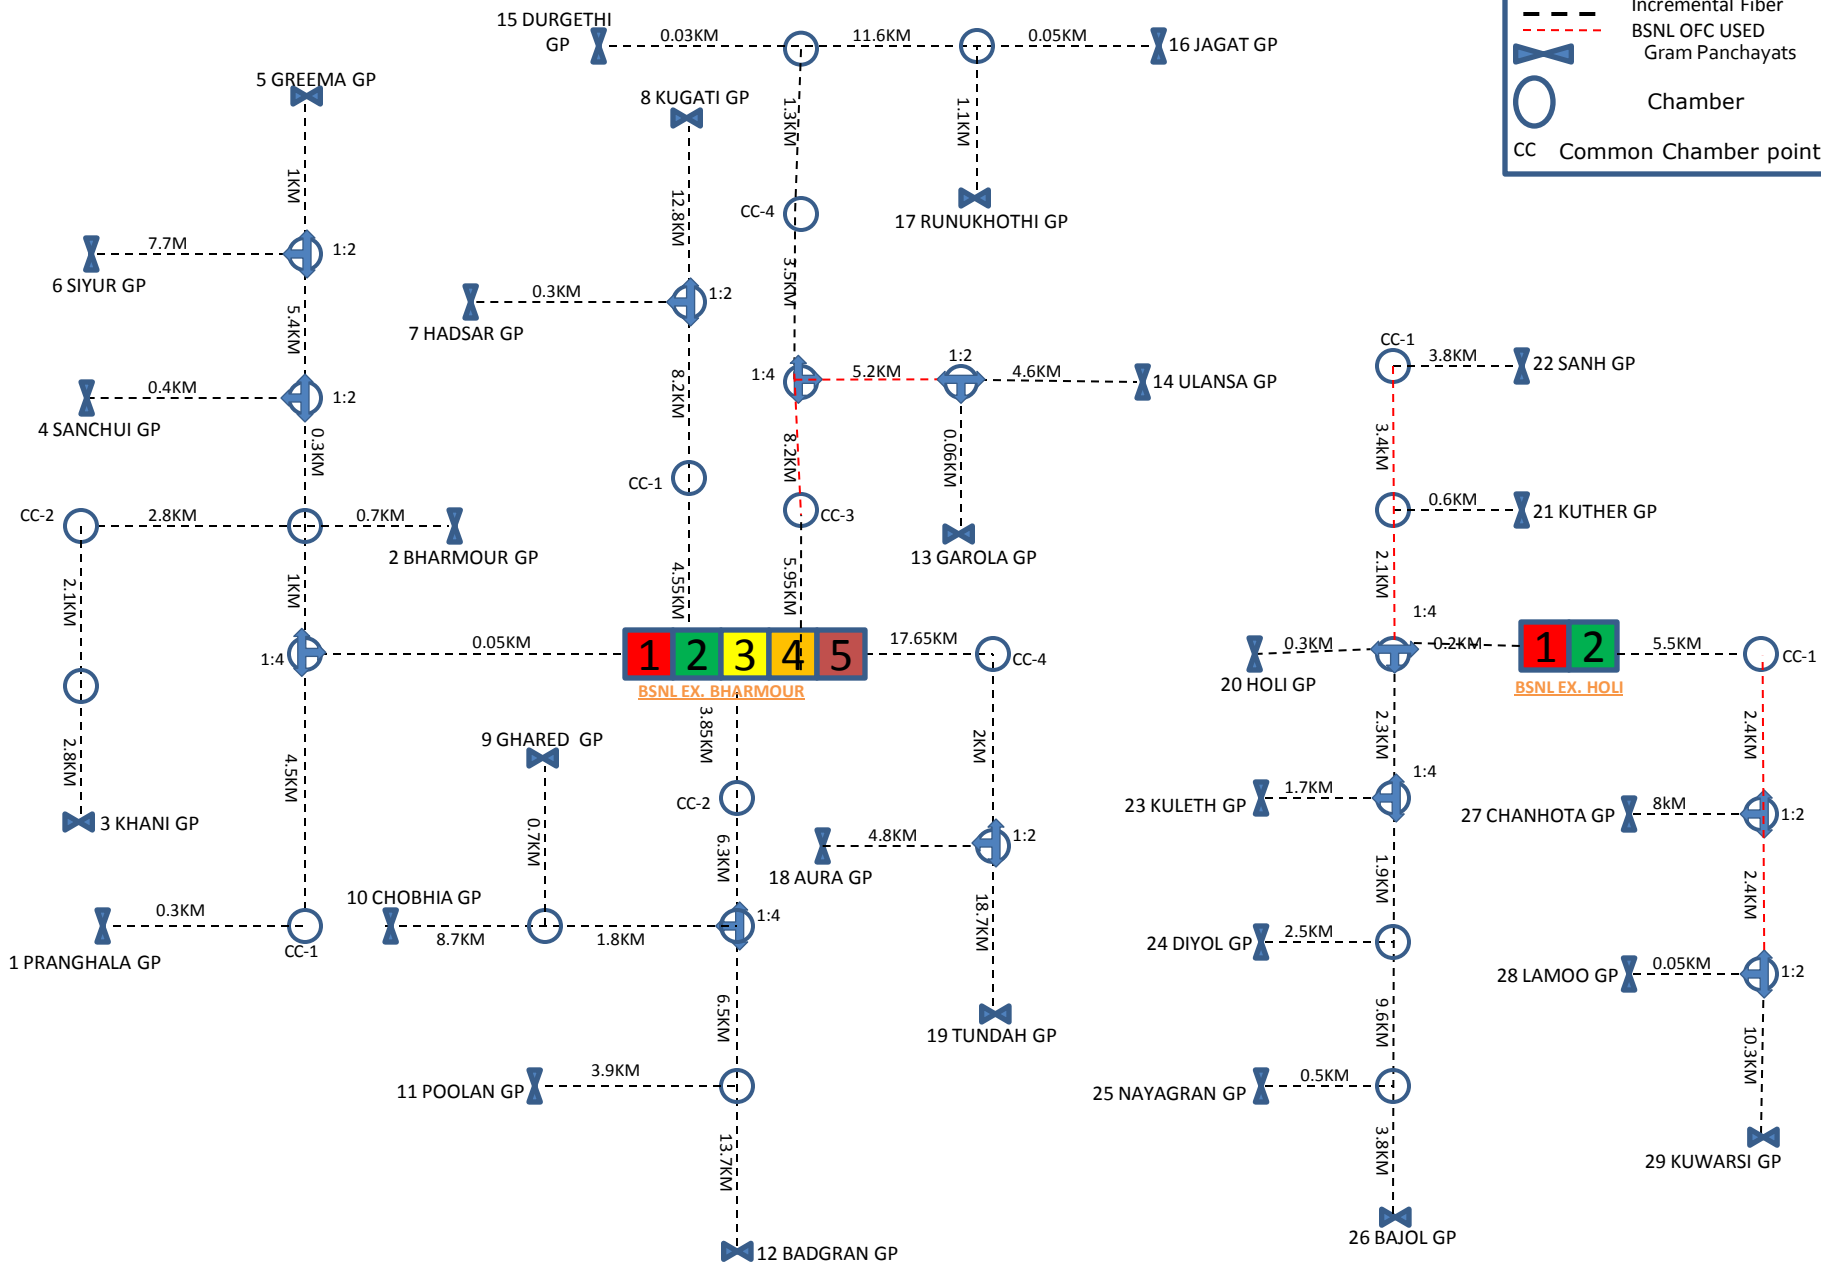 15 DURGETHI
GP
0.03KM
11.6KM
0.05KM
16 JAGAT GP
Incremental Fiber
BSNL OFC USED
Gram Panchayats
Chamber
CC Common Chamber point
5 GREEMA GP
8 KUGATI GP
1.3KM
1.1KM
1KM
12.8KM
CC-4
17 RUNUKHOTHI GP
7.7M
1:2
6 SIYUR GP
3.5KM
0.3KM
1:2
7 HADSAR GP
5.4KM
8.2KM
1:4
5.2KM
1:2
4.6KM
14 ULANSA GP
CC-1
3.8KM
22 SANH GP
0.4KM
1:2
4 SANCHUI GP
0.3KM
8.2KM
0.06KM
3.4kM
CC-1
CC-3
CC-2
2.8KM
0.7KM
2 BHARMOUR GP
13 GAROLA GP
0.6KM
21 KUTHER GP
2.1KM
1KM
4.55KM
5.95KM
2.1KM
1:4
0.05KM
1 2 3 4 5
17.65KM
CC-4
BSNL EX. BHARMOUR
1:4
0.3KM
0.2KM
20 HOLI GP
1 2
BSNL EX. HOLI
5.5KM
CC-1
2.8KM
4.5KM
3 KHANI GP
9 GHARED GP
3.85KM
CC-2
2KM
2.3KM
2.4KM
1:4
1.7KM
23 KULETH GP
8kM
27 CHANHOTA GP
1:2
0.7KM
6.3KM
4.8KM
1:2
18 AURA GP
1.9KM
2.4KM
10 CHOBHIA GP
8.7KM
1.8KM
1:4
18.7KM
0.3KM
1 PRANGHALA GP
CC-1
2.5KM
24 DIYOL GP
0.05KM
28 LAMOO GP
1:2
6.5KM
9.6KM
10.3KM
19 TUNDAH GP
3.9KM
11 POOLAN GP
0.5KM
25 NAYAGRAN GP
13.7KM
3.8KM
29 KUWARSI GP
12 BADGRAN GP
26 BAJOL GP